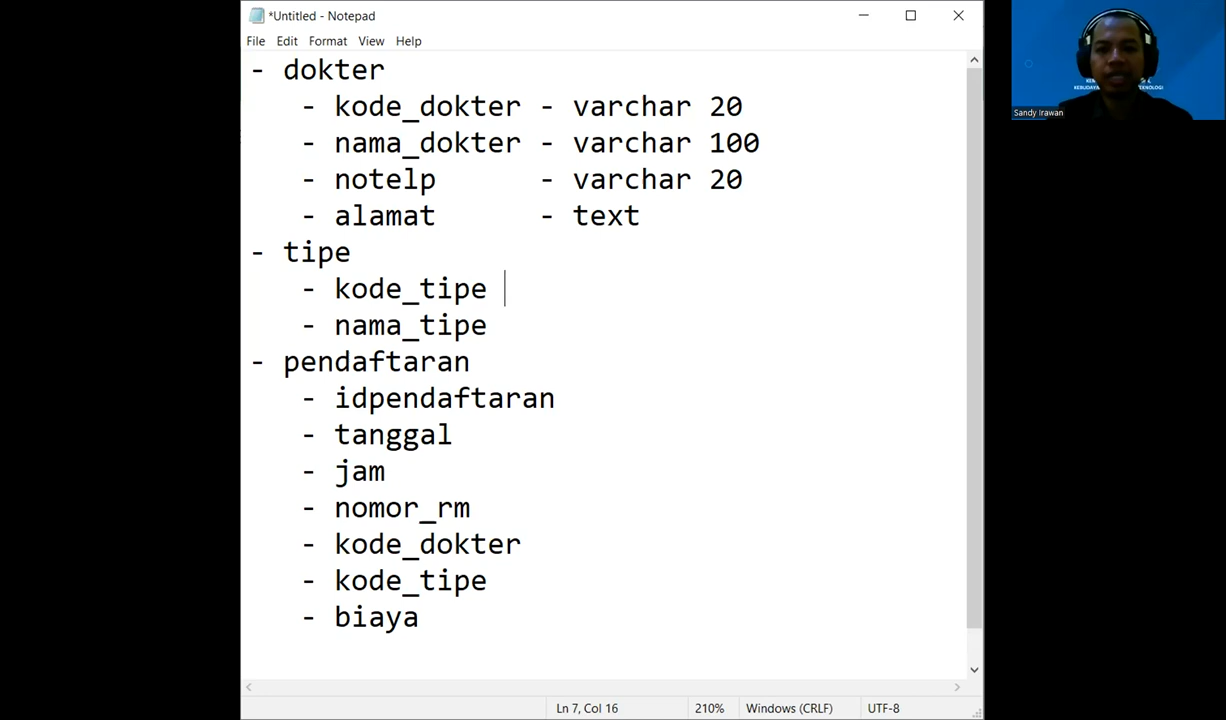 *Untitled - Notepad
File Edit Format View Help
- dokter
- kode_dokter - varchar 20
- nama_dokter - varchar 100
- notelp - varchar 20
- alamat - text
- tipe
- kode_tipe
- nama_tipe
- pendaftaran
- idpendaftaran
- tanggal
- jam
- nomor_rm
- kode_dokter
- kode_tipe
- biaya
Ln 7, Col 16 210% Windows (CRLF) UTF-8
Sandy Irawan